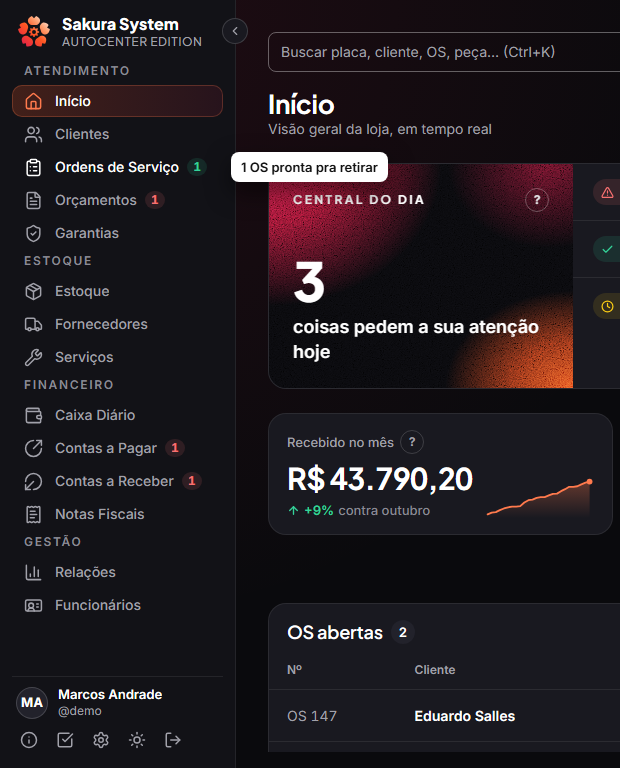 Sakura System
AUTOCENTER EDITION
ATENDIMENTO
Início
Clientes
Ordens de Serviço 1
Orçamentos 1
Garantias
ESTOQUE
Estoque
Fornecedores
Serviços
FINANCEIRO
Caixa Diário
Contas a Pagar 1
Contas a Receber 1
Notas Fiscais
GESTÃO
Relações
Funcionários
MA
Marcos Andrade
@demo
Buscar placa, cliente, OS, peça... (Ctrl+K)
Início
Visão geral da loja, em tempo real
1 OS pronta pra retirar
CENTRAL DO DIA ?
3
coisas pedem a sua atenção
hoje
Recebido no mês ?
R$ 43.790,20
+9% contra outubro
OS abertas 2
Nº Cliente
OS 147 Eduardo Salles